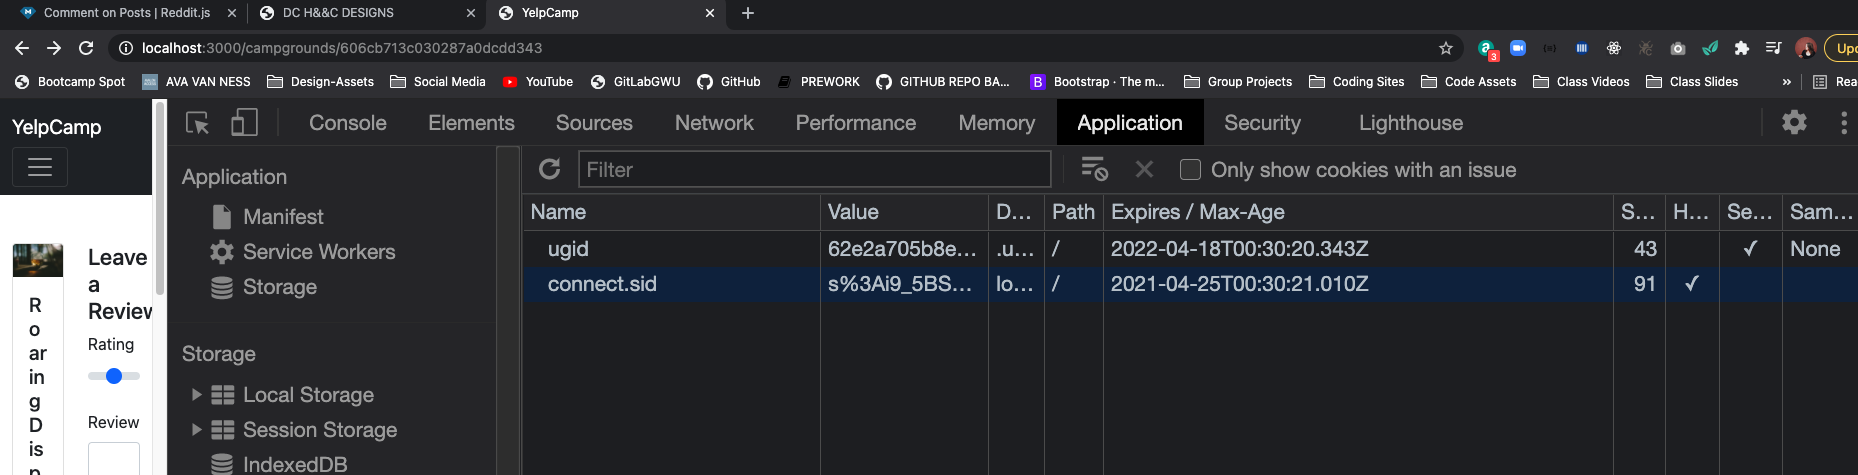 Comment on Posts | Reddit.js
DC H&&C DESIGNS
YelpCamp
localhost:3000/campgrounds/606cb713c030287a0dcdd343
3
Upd
Bootcamp Spot
AVA VAN NESS
Design-Assets
Social Media
YouTube
GitLabGWU
GitHub
PREWORK
GITHUB REPO BA...
B
Bootstrap · The m...
Group Projects
Coding Sites
Code Assets
Class Videos
Class Slides
»
Rea
YelpCamp
Console
Elements
Sources
Network
Performance
Memory
Application
Security
Lighthouse
Application
Manifest
Service Workers
Storage
Storage
Local Storage
Session Storage
IndexedDB
Filter
Only show cookies with an issue
Name Value D... Path Expires / Max-Age S... H... Se... Sam...
ugid 62e2a705b8e... .u... / 2022-04-18T00:30:20.343Z 43 ✓ None
connect.sid s%3Ai9_5BS... lo... / 2021-04-25T00:30:21.010Z 91 ✓
R
o
ar
in
g
D
is
p
Leave
a
Review
Rating
Review